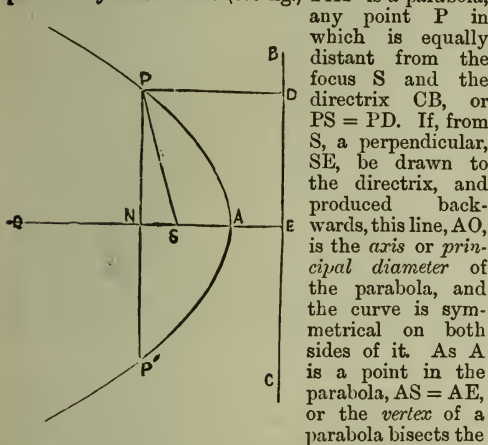 is a parabola,
any point P in
which is equally
distant from the
focus S and the
directrix CB, or
PS = PD. If, from
S, a perpendicular,
SE, be drawn to
the directrix, and
produced back-
wards, this line, AO,
is the axis or prin-
cipal diameter of
the parabola, and
the curve is sym-
metrical on both
sides of it. As A
is a point in the
parabola, AS = AE,
or the vertex of a
parabola bisects the
B
P
D
N
A
E
S
P'
C